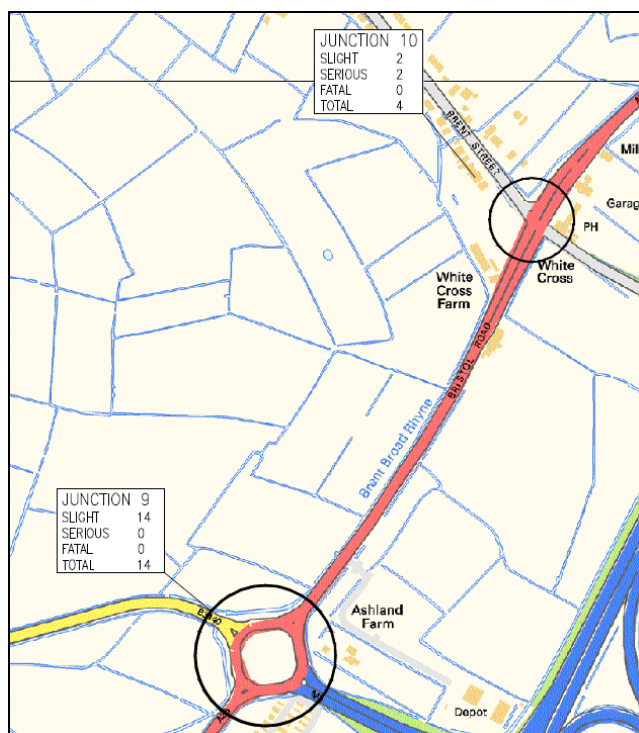 JUNCTION 10
SLIGHT 2
SERIOUS 2
FATAL 0
TOTAL 4
BRENT STREET
Mil
Garag
PH
White
Cross
White
Cross
Farm
BRISTOL ROAD
Brent Broad Rhyne
JUNCTION 9
SLIGHT 14
SERIOUS 0
FATAL 0
TOTAL 14
Ashland
Farm
Depot